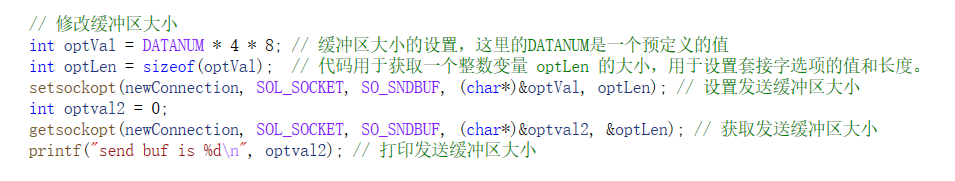 // 修改缓冲区大小
int optVal = DATANUM * 4 * 8; // 缓冲区大小的设置，这里的DATANUM是一个预定义的值
int optLen = sizeof(optVal);  // 代码用于获取一个整数变量 optLen 的大小，用于设置套接字选项的值和长度。
setsockopt(newConnection, SOL_SOCKET, SO_SNDBUF, (char*)&optVal, optLen); // 设置发送缓冲区大小
int optval2 = 0;
getsockopt(newConnection, SOL_SOCKET, SO_SNDBUF, (char*)&optval2, &optLen); // 获取发送缓冲区大小
printf("send buf is %d\n", optval2); // 打印发送缓冲区大小